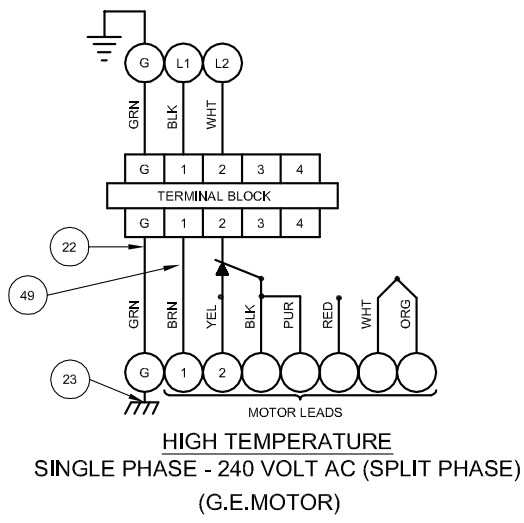 G L1 L2
GRN BLK WHT
G 1 2 3 4
TERMINAL BLOCK
G 1 2 3 4
22
49
GRN BRN YEL BLK PUR RED WHT ORG
G 1 2
23
MOTOR LEADS
HIGH TEMPERATURE
SINGLE PHASE - 240 VOLT AC (SPLIT PHASE)
(G.E.MOTOR)